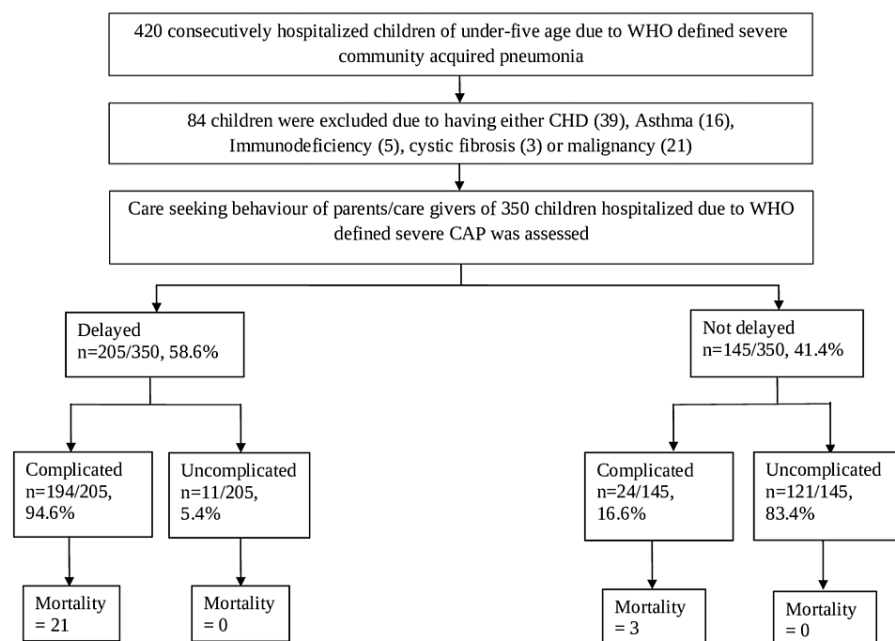 420 consecutively hospitalized children of under-five age due to WHO defined severe
community acquired pneumonia
84 children were excluded due to having either CHD (39), Asthma (16),
Immunodeficiency (5), cystic fibrosis (3) or malignancy (21)
Care seeking behaviour of parents/care givers of 350 children hospitalized due to WHO
defined severe CAP was assessed
Delayed
n=205/350, 58.6%
Not delayed
n=145/350, 41.4%
Complicated
n=194/205,
94.6%
Uncomplicated
n=11/205,
5.4%
Complicated
n=24/145,
16.6%
Uncomplicated
n=121/145,
83.4%
Mortality
= 21
Mortality
= 0
Mortality
= 3
Mortality
= 0